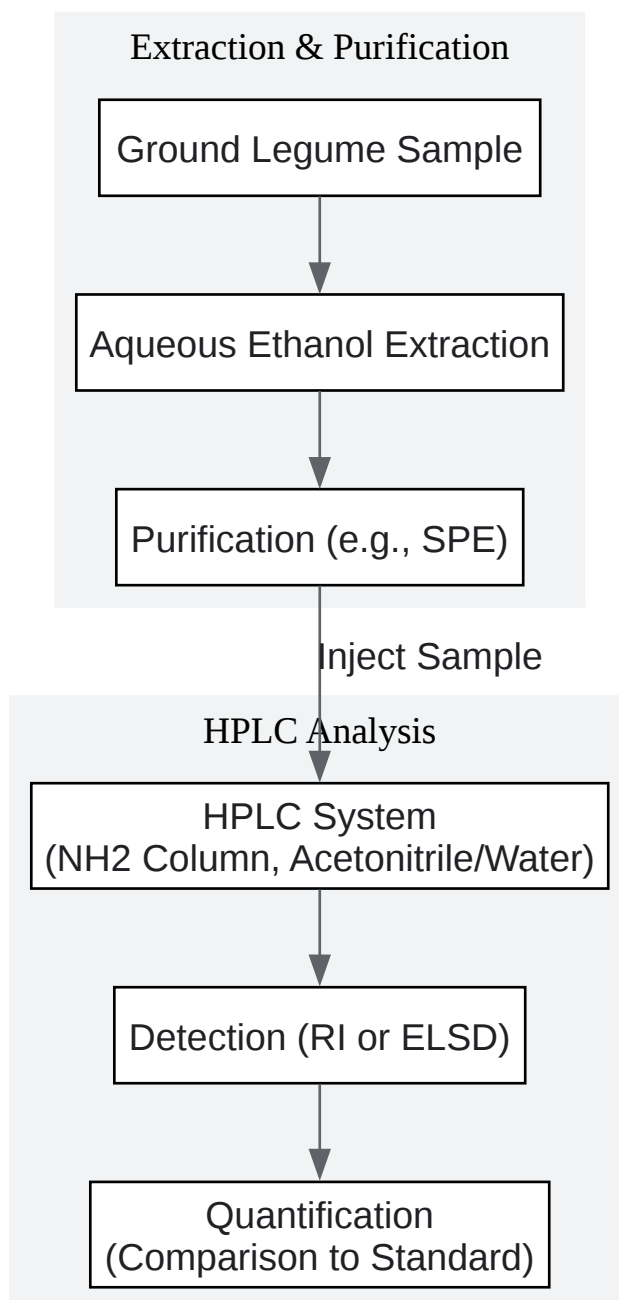 Extraction & Purification
Ground Legume Sample
Aqueous Ethanol Extraction
Purification (e.g., SPE)
Inject Sample
HPLC Analysis
HPLC System
(NH2 Column, Acetonitrile/Water)
Detection (RI or ELSD)
Quantification
(Comparison to Standard)